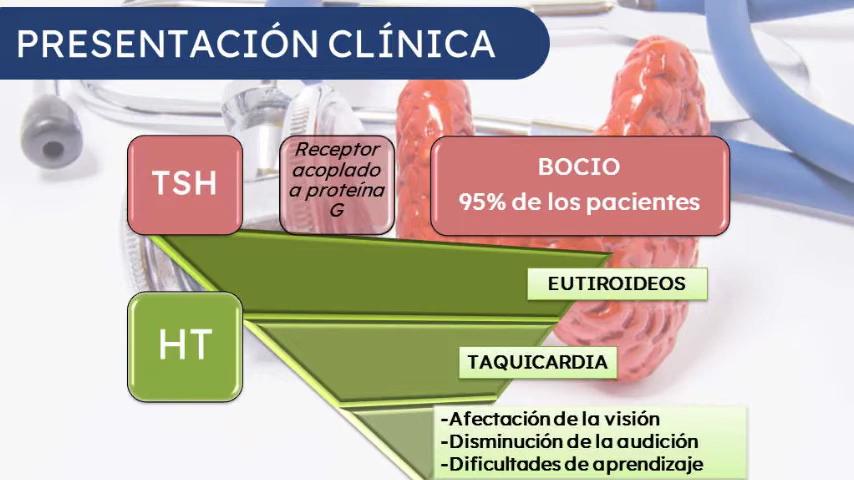 PRESENTACIÓN CLÍNICA
TSH
Receptor
acoplado
a proteína
G
BOCIO
95% de los pacientes
EUTIROIDEOS
HT
TAQUICARDIA
-Afectación de la visión
-Disminución de la audición
-Dificultades de aprendizaje